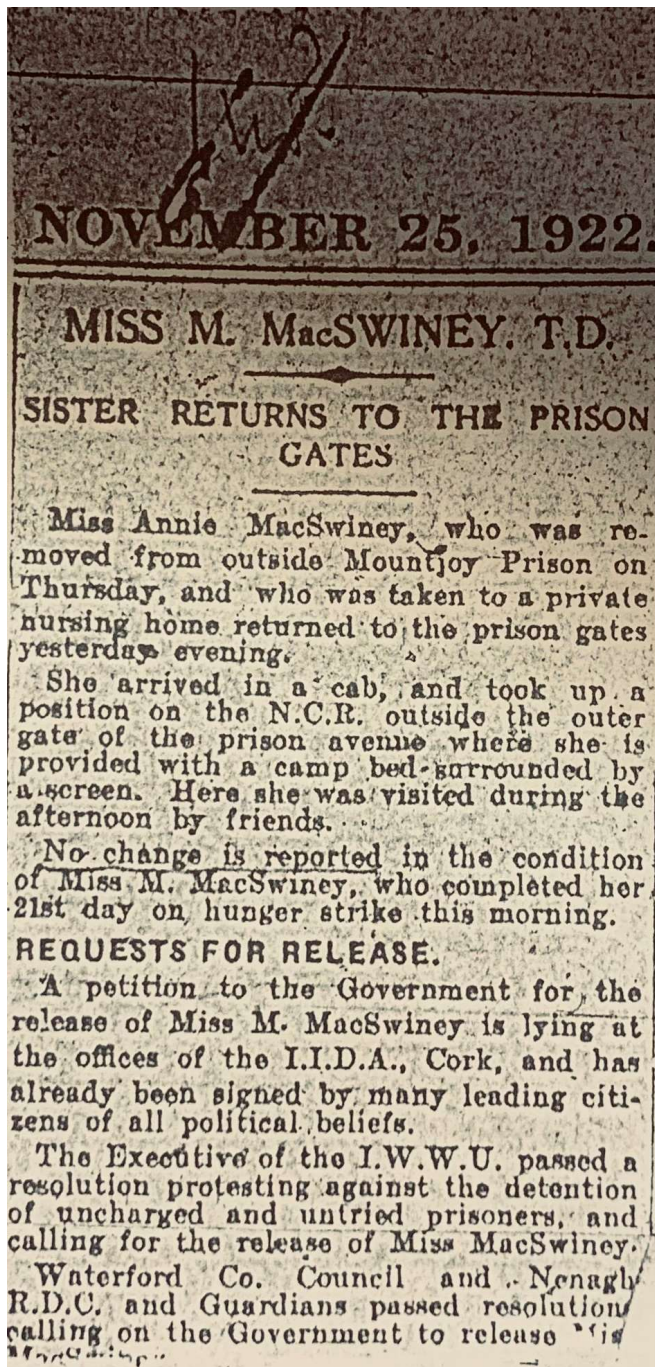 NOVEMBER 25, 1922.
MISS M. MacSWINEY, T.D.
SISTER RETURNS TO THE PRISON
GATES
Miss Annie MacSwiney, who was re-
moved from outside Mountjoy Prison on
Thursday, and who was taken to a private
nursing home returned to the prison gates
yesterday evening.
She arrived in a cab, and took up a
position on the N.C.R. outside the outer
gate of the prison avenue where she is
provided with a camp bed surrounded by
a screen. Here she was visited during the
afternoon by friends.
No change is reported in the condition
of Miss M. MacSwiney, who completed her
21st day on hunger strike this morning.
REQUESTS FOR RELEASE.
A petition to the Government for the
release of Miss M. MacSwiney is lying at
the offices of the I.I.D.A., Cork, and has
already been signed by many leading citi-
zens of all political beliefs.
The Executive of the I.W.W.U. passed a
resolution protesting against the detention
of uncharged and untried prisoners, and
calling for the release of Miss MacSwiney.
Waterford Co. Council and Nenagh
R.D.C. and Guardians passed resolution
calling on the Government to release